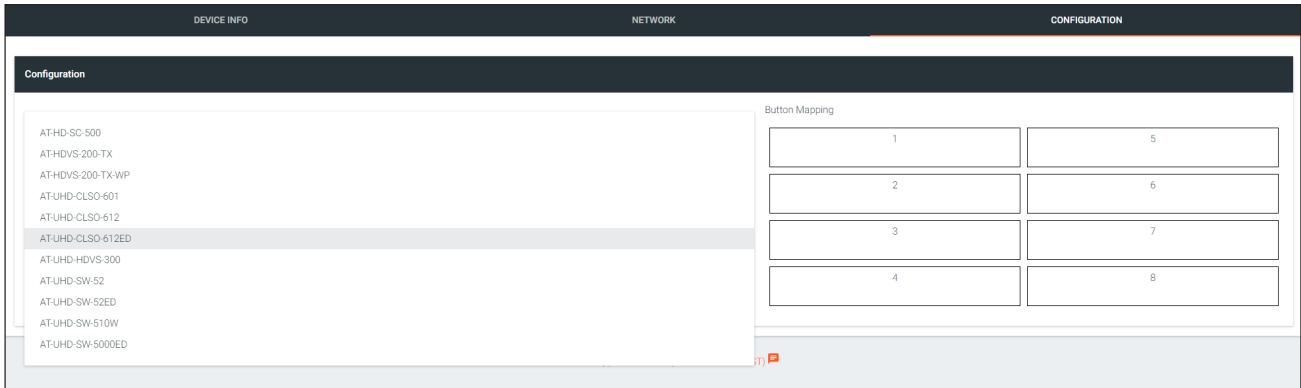 DEVICE INFO
NETWORK
CONFIGURATION
Configuration
Button Mapping
AT-HD-SC-500
AT-HDVS-200-TX
AT-HDVS-200-TX-WP
AT-UHD-CLSO-601
AT-UHD-CLSO-612
AT-UHD-CLSO-612ED
AT-UHD-HDVS-300
AT-UHD-SW-52
AT-UHD-SW-52ED
AT-UHD-SW-510W
AT-UHD-SW-5000ED
1
5
2
6
3
7
4
8